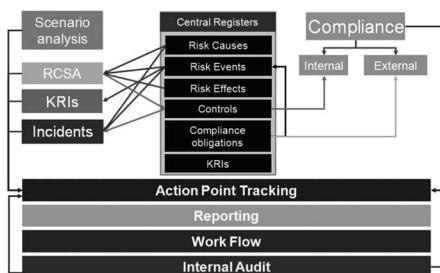 Scenario
analysis
RCSA
KRIs
Incidents
Central Registers
Risk Causes
Risk Events
Risk Effects
Controls
Compliance
obligations
KRIs
Compliance
Internal
External
Action Point Tracking
Reporting
Work Flow
Internal Audit